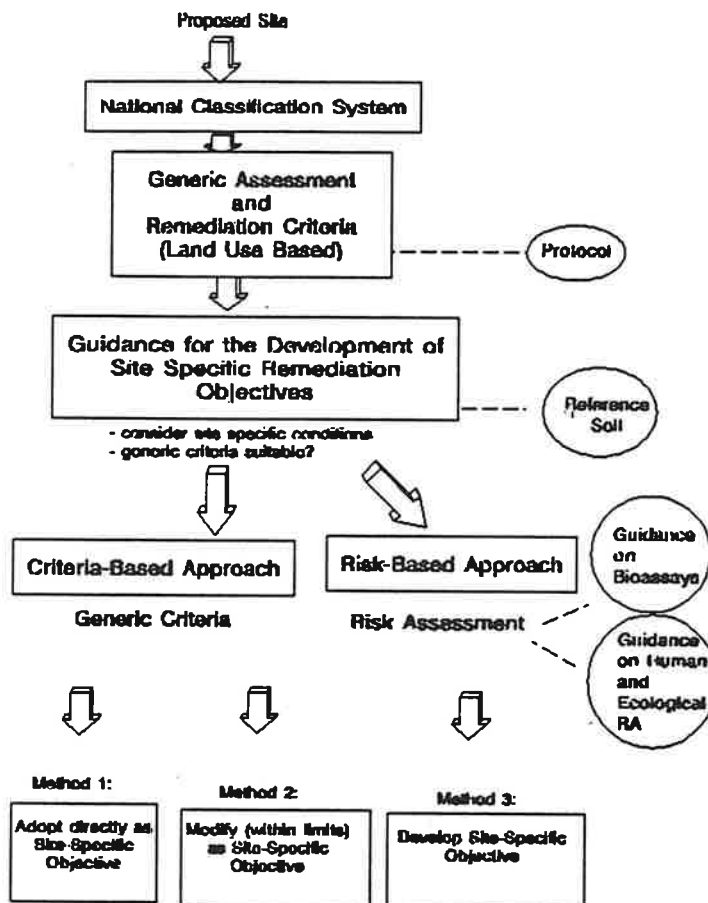 Proposed Site
National Classification System
Generic Assessment
and
Remediation Criteria
(Land Use Based)
Protocol
Guidance for the Development of
Site Specific Remediation
Objectives
Reference
Soil
- consider site specific conditions
- generic criteria suitable?
Criteria-Based Approach
Risk-Based Approach
Guidance
on
Bioassays
Generic Criteria
Risk Assessment
Guidance
on Human
and
Ecological
RA
Method 1:
Adopt directly as
Site-Specific
Objective
Method 2:
Modify (within limits)
as Site-Specific
Objective
Method 3:
Develop Site-Specific
Objective